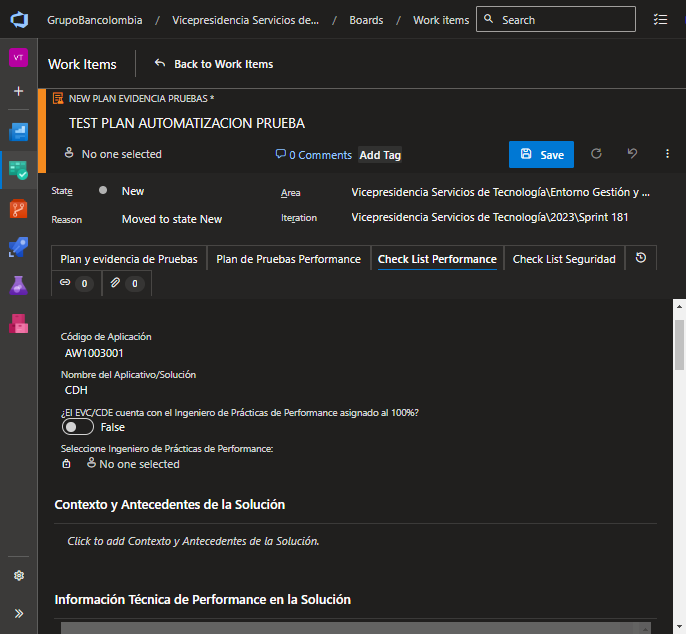 GrupoBancolombia / Vicepresidencia Servicios de... / Boards / Work items Search
VT
Work Items Back to Work Items
NEW PLAN EVIDENCIA PRUEBAS *
TEST PLAN AUTOMATIZACION PRUEBA
No one selected 0 Comments Add Tag Save
State New Area Vicepresidencia Servicios de Tecnología\Entorno Gestión y ...
Reason Moved to state New Iteration Vicepresidencia Servicios de Tecnología\2023\Sprint 181
Plan y evidencia de Pruebas Plan de Pruebas Performance Check List Performance Check List Seguridad
0 0
Código de Aplicación
AW1003001
Nombre del Aplicativo/Solución
CDH
¿El EVC/CDE cuenta con el Ingeniero de Prácticas de Performance asignado al 100%?
False
Seleccione Ingeniero de Prácticas de Performance:
No one selected
Contexto y Antecedentes de la Solución
Click to add Contexto y Antecedentes de la Solución.
Información Técnica de Performance en la Solución